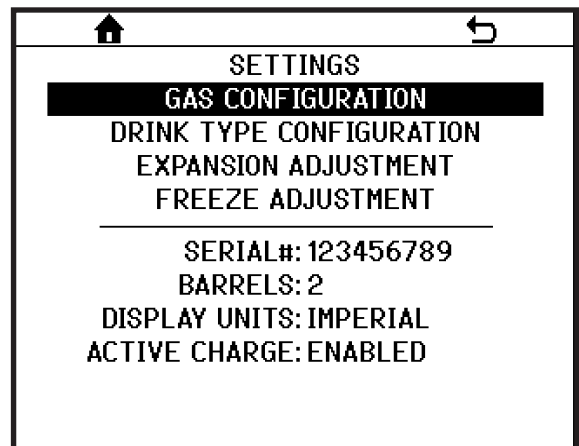 SETTINGS
GAS CONFIGURATION
DRINK TYPE CONFIGURATION
EXPANSION ADJUSTMENT
FREEZE ADJUSTMENT
SERIAL#: 123456789
BARRELS: 2
DISPLAY UNITS: IMPERIAL
ACTIVE CHARGE: ENABLED